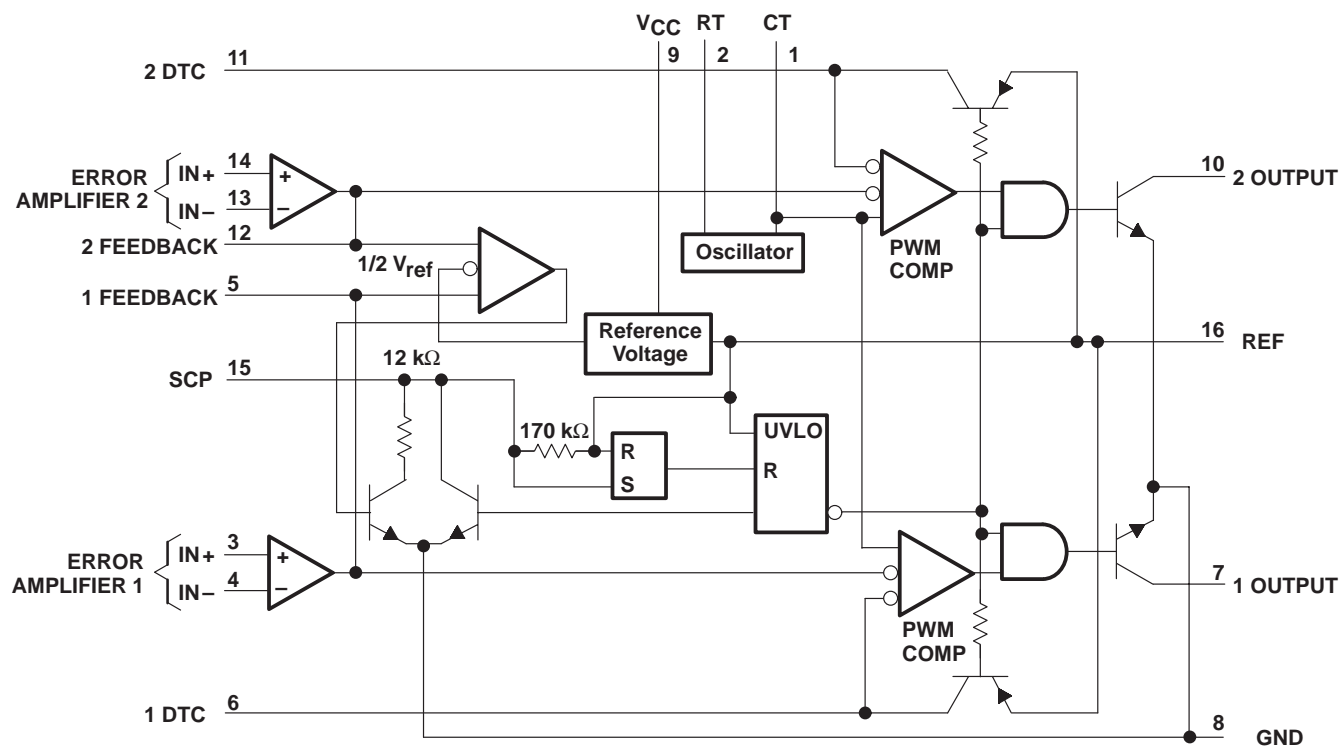 VCC RT CT
9 2 1
2 DTC 11
ERROR
AMPLIFIER 2
IN+ 14
IN− 13
+
−
10 2 OUTPUT
2 FEEDBACK 12
1/2 Vref
Oscillator
PWM
COMP
1 FEEDBACK 5
Reference
Voltage
16 REF
SCP 15
12 kΩ
170 kΩ
R
S
UVLO
R
ERROR
AMPLIFIER 1
IN+ 3
IN− 4
+
−
7 1 OUTPUT
PWM
COMP
1 DTC 6
8 GND